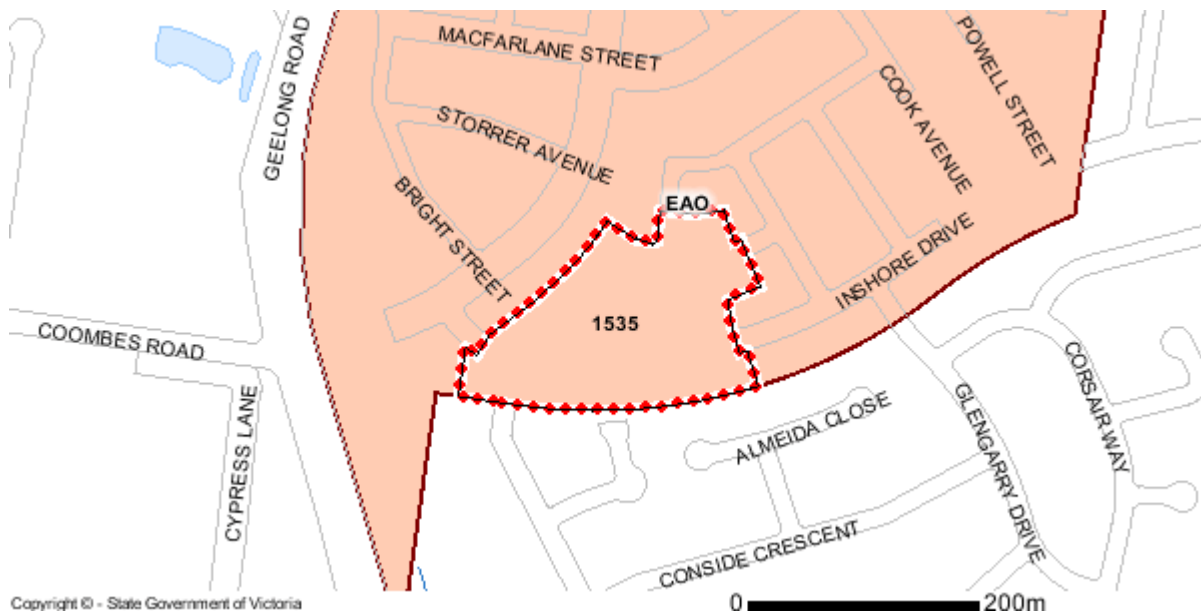 MACFARLANE STREET
POWELL STREET
GEELONG ROAD
COOK AVENUE
STORRER AVENUE
BRIGHT STREET
EAO
INSHORE DRIVE
1535
COOMBES ROAD
CORSAIR WAY
CYPRESS LANE
ALMEIDA CLOSE
GLENGARRY DRIVE
CONSIDE CRESCENT
Copyright © - State Government of Victoria
0 200m